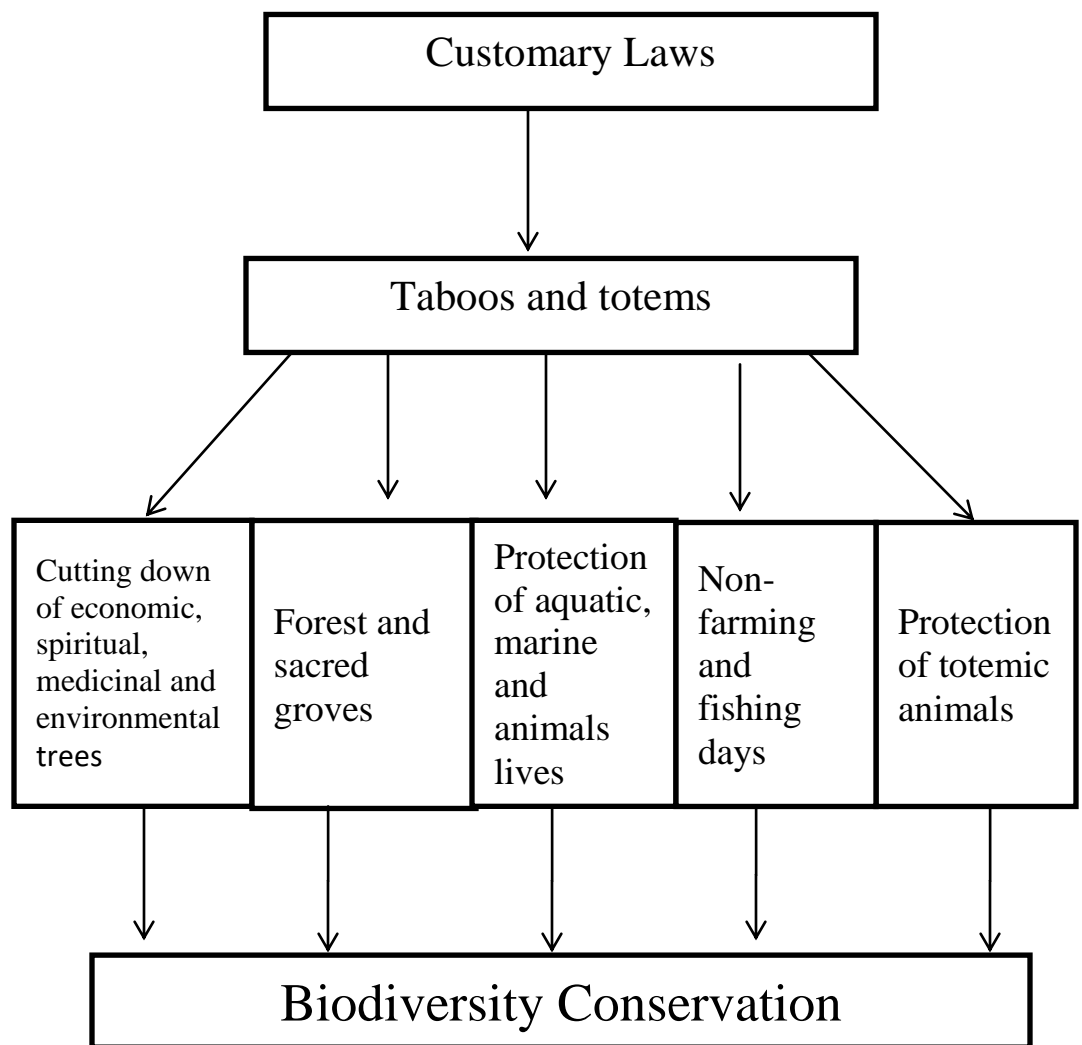 Customary Laws
Taboos and totems
Cutting down
of economic,
spiritual,
medicinal and
environmental
trees
Forest and
sacred
groves
Protection
of aquatic,
marine
and
animals
lives
Non-
farming
and
fishing
days
Protection
of totemic
animals
Biodiversity Conservation